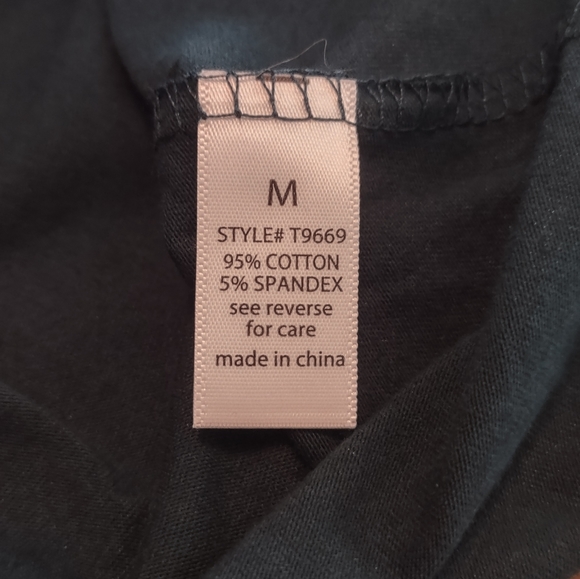 M
STYLE# T9669
95% COTTON
5% SPANDEX
see reverse
for care
made in china